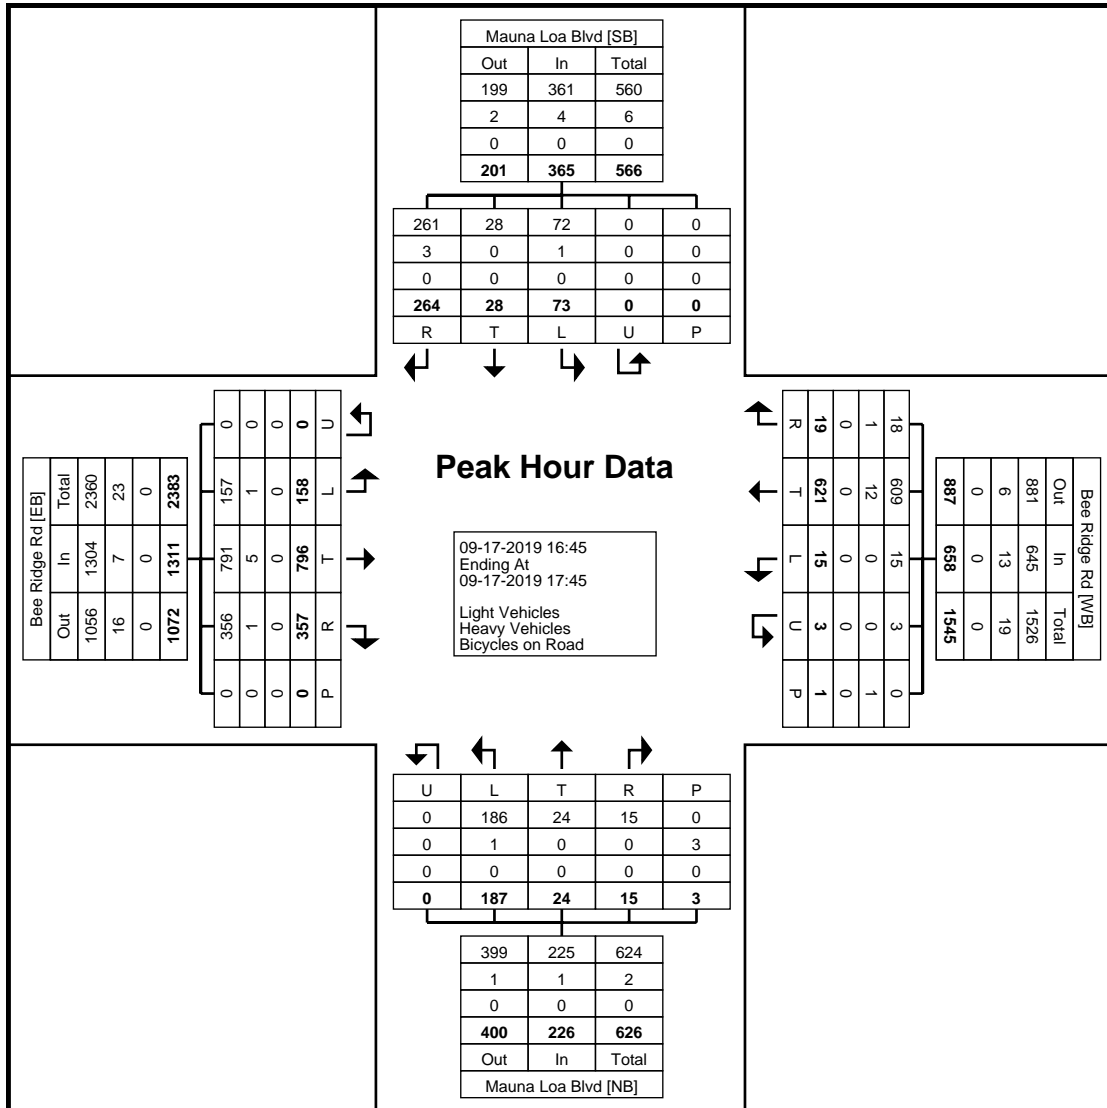 Mauna Loa Blvd [SB]
Out In Total
199 361 560
2 4 6
0 0 0
201 365 566
261 28 72 0 0
3 0 1 0 0
0 0 0 0 0
264 28 73 0 0
R T L U P
Bee Ridge Rd [EB]
Total In Out
2360 1304 1056
23 7 16
0 0 0
2383 1311 1072
0 157 791 356 0
0 1 5 1 0
0 0 0 0 0
0 158 796 357 0
U L T R P
Peak Hour Data
09-17-2019 16:45
Ending At
09-17-2019 17:45
Light Vehicles
Heavy Vehicles
Bicycles on Road
Bee Ridge Rd [WB]
Out In Total
881 645 1526
6 13 19
0 0 0
887 658 1545
18 609 15 3 0
1 12 0 0 1
0 0 0 0 0
19 621 15 3 1
R T L U P
U L T R P
0 186 24 15 0
0 1 0 0 3
0 0 0 0 0
0 187 24 15 3
399 225 624
1 1 2
0 0 0
400 226 626
Out In Total
Mauna Loa Blvd [NB]